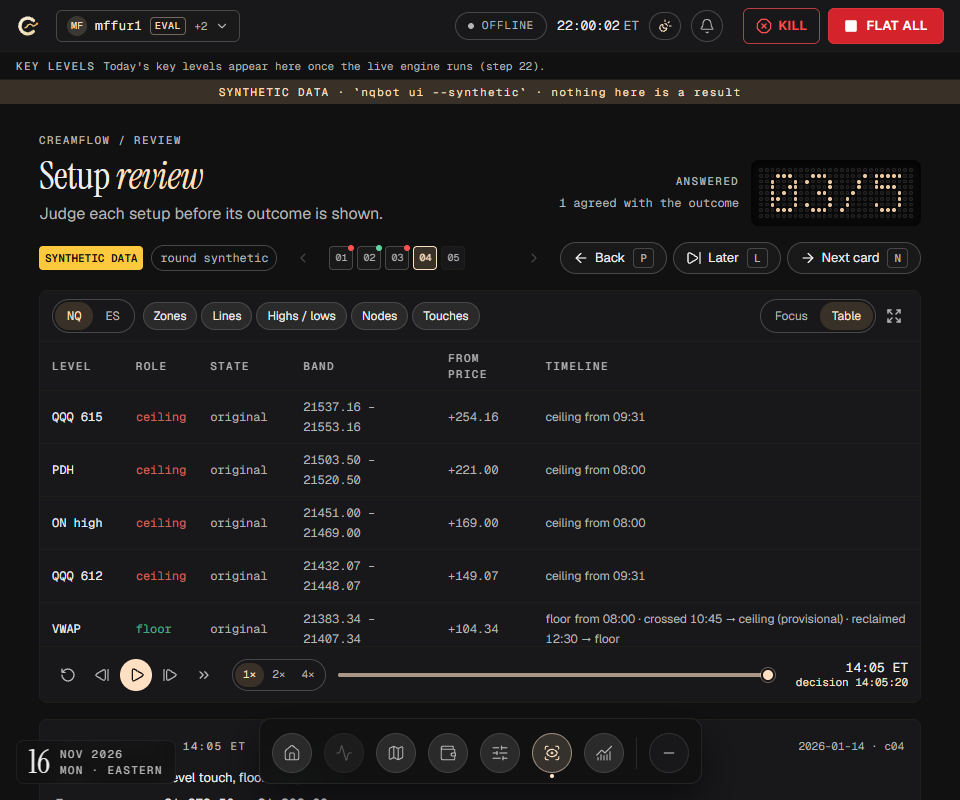 MF mffur1 EVAL +2 OFFLINE 22:00:02 ET KILL FLAT ALL
KEY LEVELS Today's key levels appear here once the live engine runs (step 22).
SYNTHETIC DATA · `nqbot ui --synthetic` · nothing here is a result
CREAMFLOW / REVIEW
Setup review
Judge each setup before its outcome is shown.
ANSWERED
1 agreed with the outcome
03/5
SYNTHETIC DATA round synthetic 01 02 03 04 05 Back P Later L Next card N
NQ ES Zones Lines Highs / lows Nodes Touches Focus Table
LEVEL ROLE STATE BAND FROM PRICE TIMELINE
QQQ 615 ceiling original 21537.16 – 21553.16 +254.16 ceiling from 09:31
PDH ceiling original 21503.50 – 21520.50 +221.00 ceiling from 08:00
ON high ceiling original 21451.00 – 21469.00 +169.00 ceiling from 08:00
QQQ 612 ceiling original 21432.07 – 21448.07 +149.07 ceiling from 09:31
VWAP floor original 21383.34 – 21407.34 +104.34 floor from 08:00 · crossed 10:45 → ceiling (provisional) · reclaimed 12:30 → floor
1× 2× 4× 14:05 ET
decision 14:05:20
14:05 ET 2026-01-14 · c04
16 NOV 2026
MON · EASTERN
evel touch,